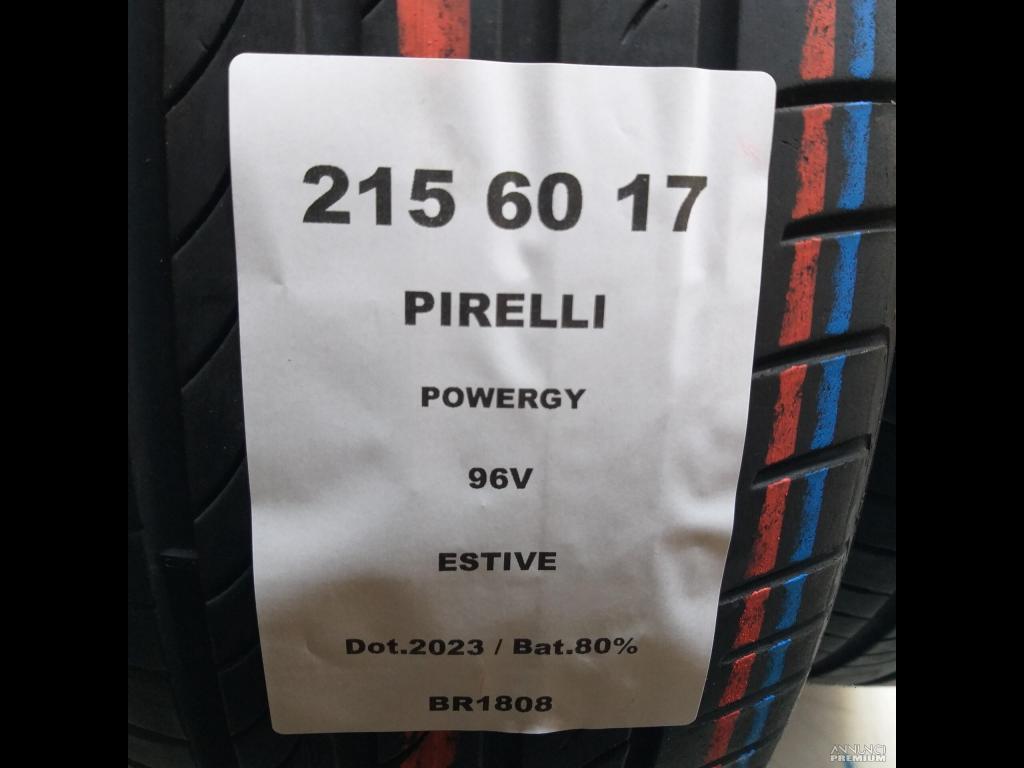 215 60 17
PIRELLI
POWERGY
96V
ESTIVE
Dot.2023 / Bat.80%
BR1808
ANNUNCI
PREMIUM